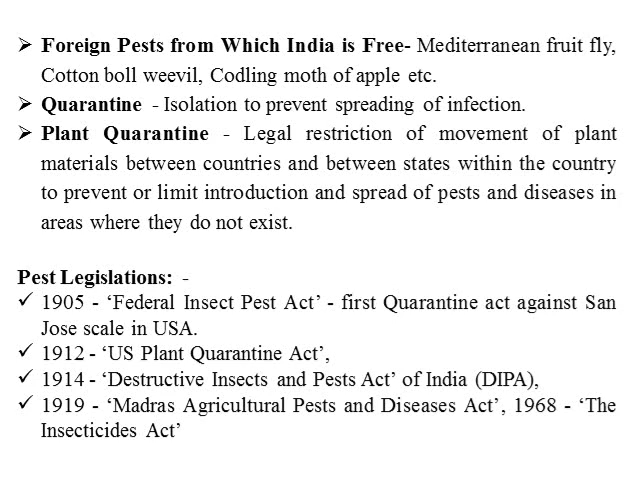 ➢ Foreign Pests from Which India is Free- Mediterranean fruit fly,
Cotton boll weevil, Codling moth of apple etc.
➢ Quarantine - Isolation to prevent spreading of infection.
➢ Plant Quarantine - Legal restriction of movement of plant
materials between countries and between states within the country
to prevent or limit introduction and spread of pests and diseases in
areas where they do not exist.
Pest Legislations: -
✓ 1905 - ‘Federal Insect Pest Act’ - first Quarantine act against San
Jose scale in USA.
✓ 1912 - ‘US Plant Quarantine Act’,
✓ 1914 - ‘Destructive Insects and Pests Act’ of India (DIPA),
✓ 1919 - ‘Madras Agricultural Pests and Diseases Act’, 1968 - ‘The
Insecticides Act’